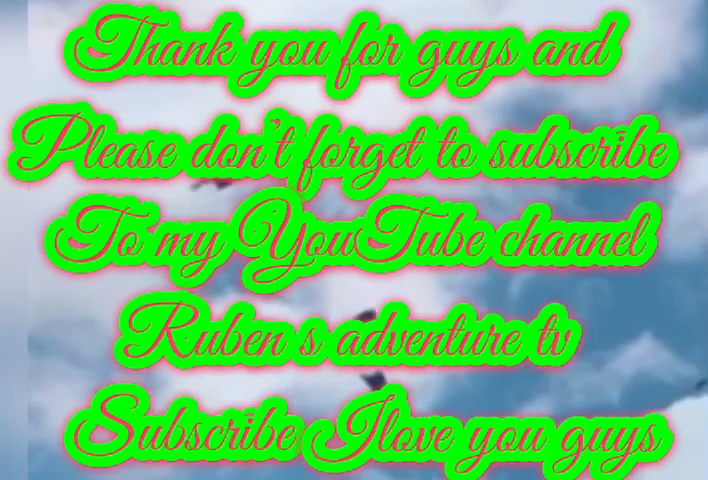 Thank you for guys and
Please don't forget to subscribe
To my YouTube channel
Ruben s adventure tv
Subscribe Ilove you guys